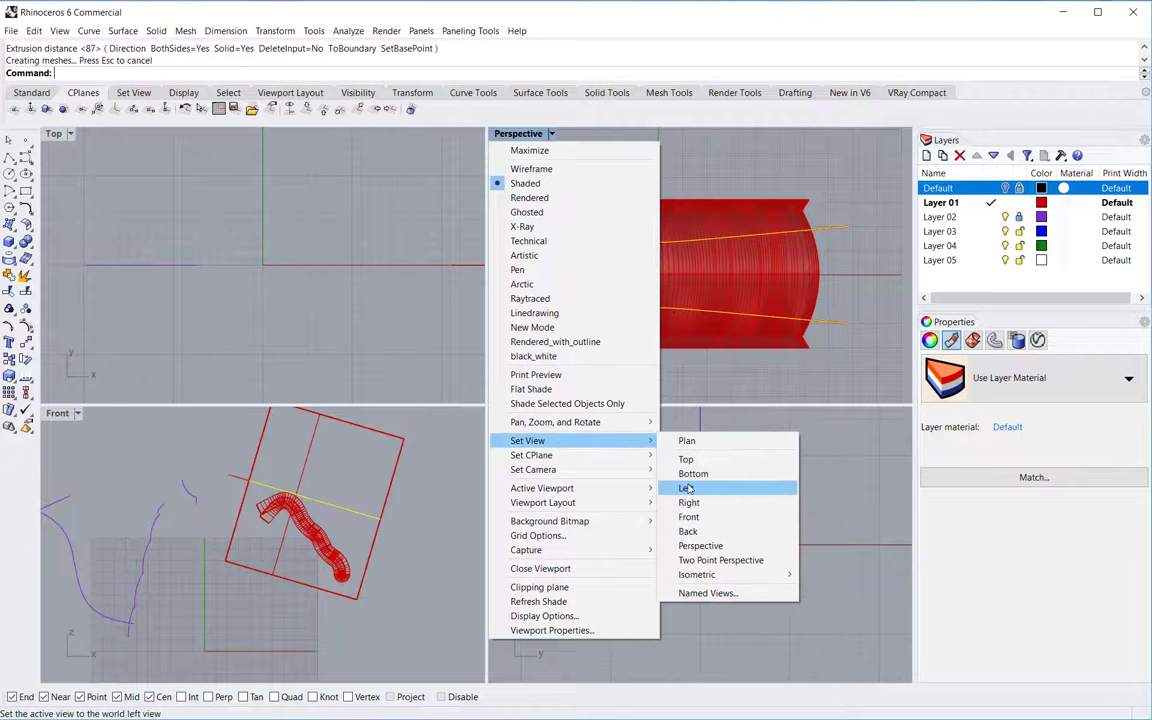 Rhinoceros 6 Commercial
File Edit View Curve Surface Solid Mesh Dimension Transform Tools Analyze Render Panels Paneling Tools Help
Extrusion distance <87> ( Direction BothSides=Yes Solid=Yes DeleteInput=No ToBoundary SetBasePoint )
Creating meshes... Press Esc to cancel
Command:
Standard CPlanes Set View Display Select Viewport Layout Visibility Transform Curve Tools Surface Tools Solid Tools Mesh Tools Render Tools Drafting New in V6 VRay Compact
Top
Perspective
Maximize
Wireframe
Shaded
Rendered
Ghosted
X-Ray
Technical
Artistic
Pen
Arctic
Raytraced
Linedrawing
New Mode
Rendered_with_outline
black_white
Print Preview
Flat Shade
Shade Selected Objects Only
Pan, Zoom, and Rotate
Set View
Set CPlane
Set Camera
Active Viewport
Viewport Layout
Background Bitmap
Grid Options...
Capture
Close Viewport
Clipping plane
Refresh Shade
Display Options...
Viewport Properties...
Plan
Top
Bottom
Right
Front
Back
Perspective
Two Point Perspective
Isometric
Named Views...
y
x
Front
z
x
y
Layers
Name Color Material Print Width
Default Default
Layer 01 Default
Layer 02 Default
Layer 03 Default
Layer 04 Default
Layer 05 Default
Properties
Use Layer Material
Layer material: Default
Match...
End Near Point Mid Cen Int Perp Tan Quad Knot Vertex Project Disable
Set the active view to the world left view